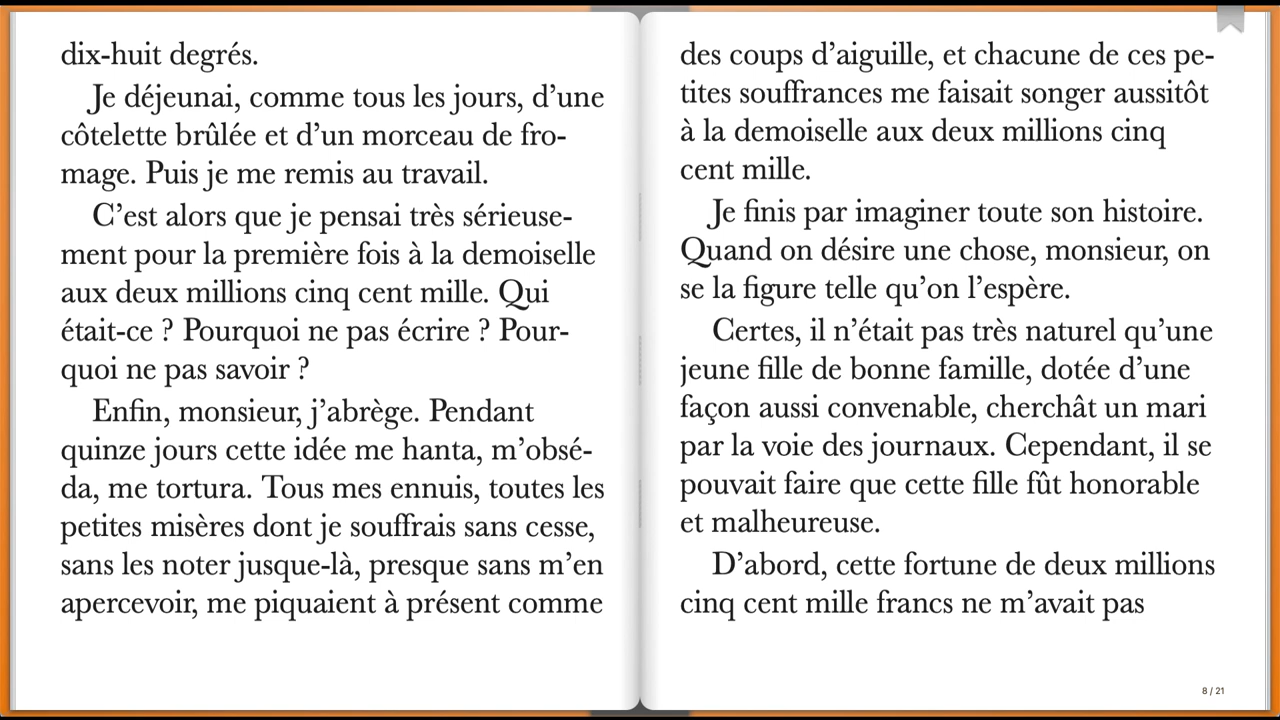 dix-huit degrés.
Je déjeunai, comme tous les jours, d’une
côtelette brûlée et d’un morceau de fro-
mage. Puis je me remis au travail.
C’est alors que je pensai très sérieuse-
ment pour la première fois à la demoiselle
aux deux millions cinq cent mille. Qui
était-ce ? Pourquoi ne pas écrire ? Pour-
quoi ne pas savoir ?
Enfin, monsieur, j’abrège. Pendant
quinze jours cette idée me hanta, m’obsé-
da, me tortura. Tous mes ennuis, toutes les
petites misères dont je souffrais sans cesse,
sans les noter jusque-là, presque sans m’en
apercevoir, me piquaient à présent comme
des coups d’aiguille, et chacune de ces pe-
tites souffrances me faisait songer aussitôt
à la demoiselle aux deux millions cinq
cent mille.
Je finis par imaginer toute son histoire.
Quand on désire une chose, monsieur, on
se la figure telle qu’on l’espère.
Certes, il n’était pas très naturel qu’une
jeune fille de bonne famille, dotée d’une
façon aussi convenable, cherchât un mari
par la voie des journaux. Cependant, il se
pouvait faire que cette fille fût honorable
et malheureuse.
D’abord, cette fortune de deux millions
cinq cent mille francs ne m’avait pas
8 / 21